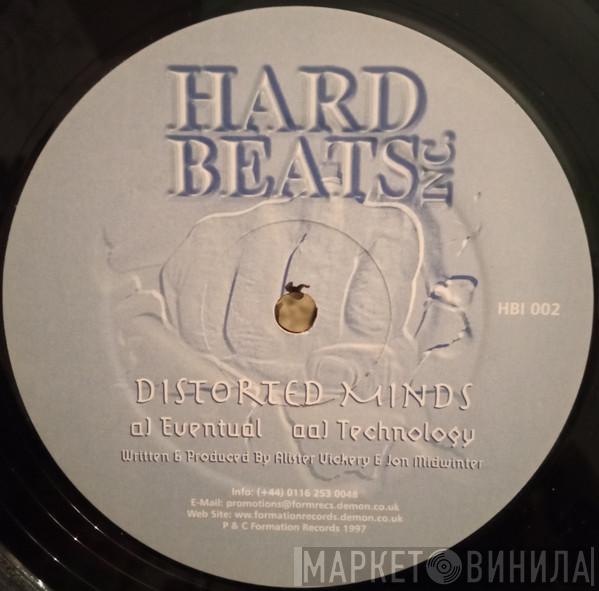 HARD
BEATS INC.
HBI 002
DISTORTED MINDS
a) Eventual   aa) Technology
Written & Produced By Alister Vickery & Jon Midwinter
Info: (+44) 0116 253 0048
E-Mail: promotions@formrecs.demon.co.uk
Web Site: ww.formationrecords.demon.co.uk
P & C Formation Records 1997
МАРКЕТ ВИНИЛА